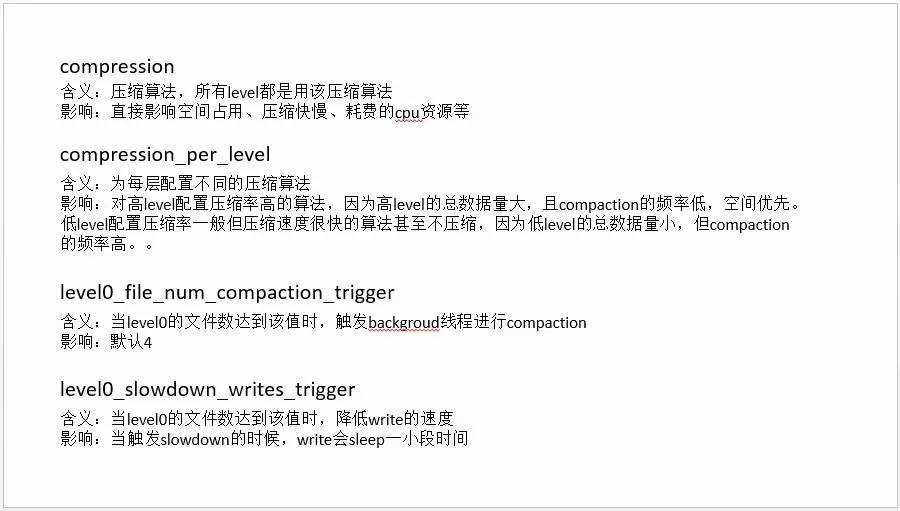 compression
含义：压缩算法，所有level都是用该压缩算法
影响：直接影响空间占用、压缩快慢、耗费的cpu资源等
compression_per_level
含义：为每层配置不同的压缩算法
影响：对高level配置压缩率高的算法，因为高level的总数据量大，且compaction的频率低，空间优先。
低level配置压缩率一般但压缩速度很快的算法甚至不压缩，因为低level的总数据量小，但compaction
的频率高。。
level0_file_num_compaction_trigger
含义：当level0的文件数达到该值时，触发backgroud线程进行compaction
影响：默认4
level0_slowdown_writes_trigger
含义：当level0的文件数达到该值时，降低write的速度
影响：当触发slowdown的时候，write会sleep一小段时间